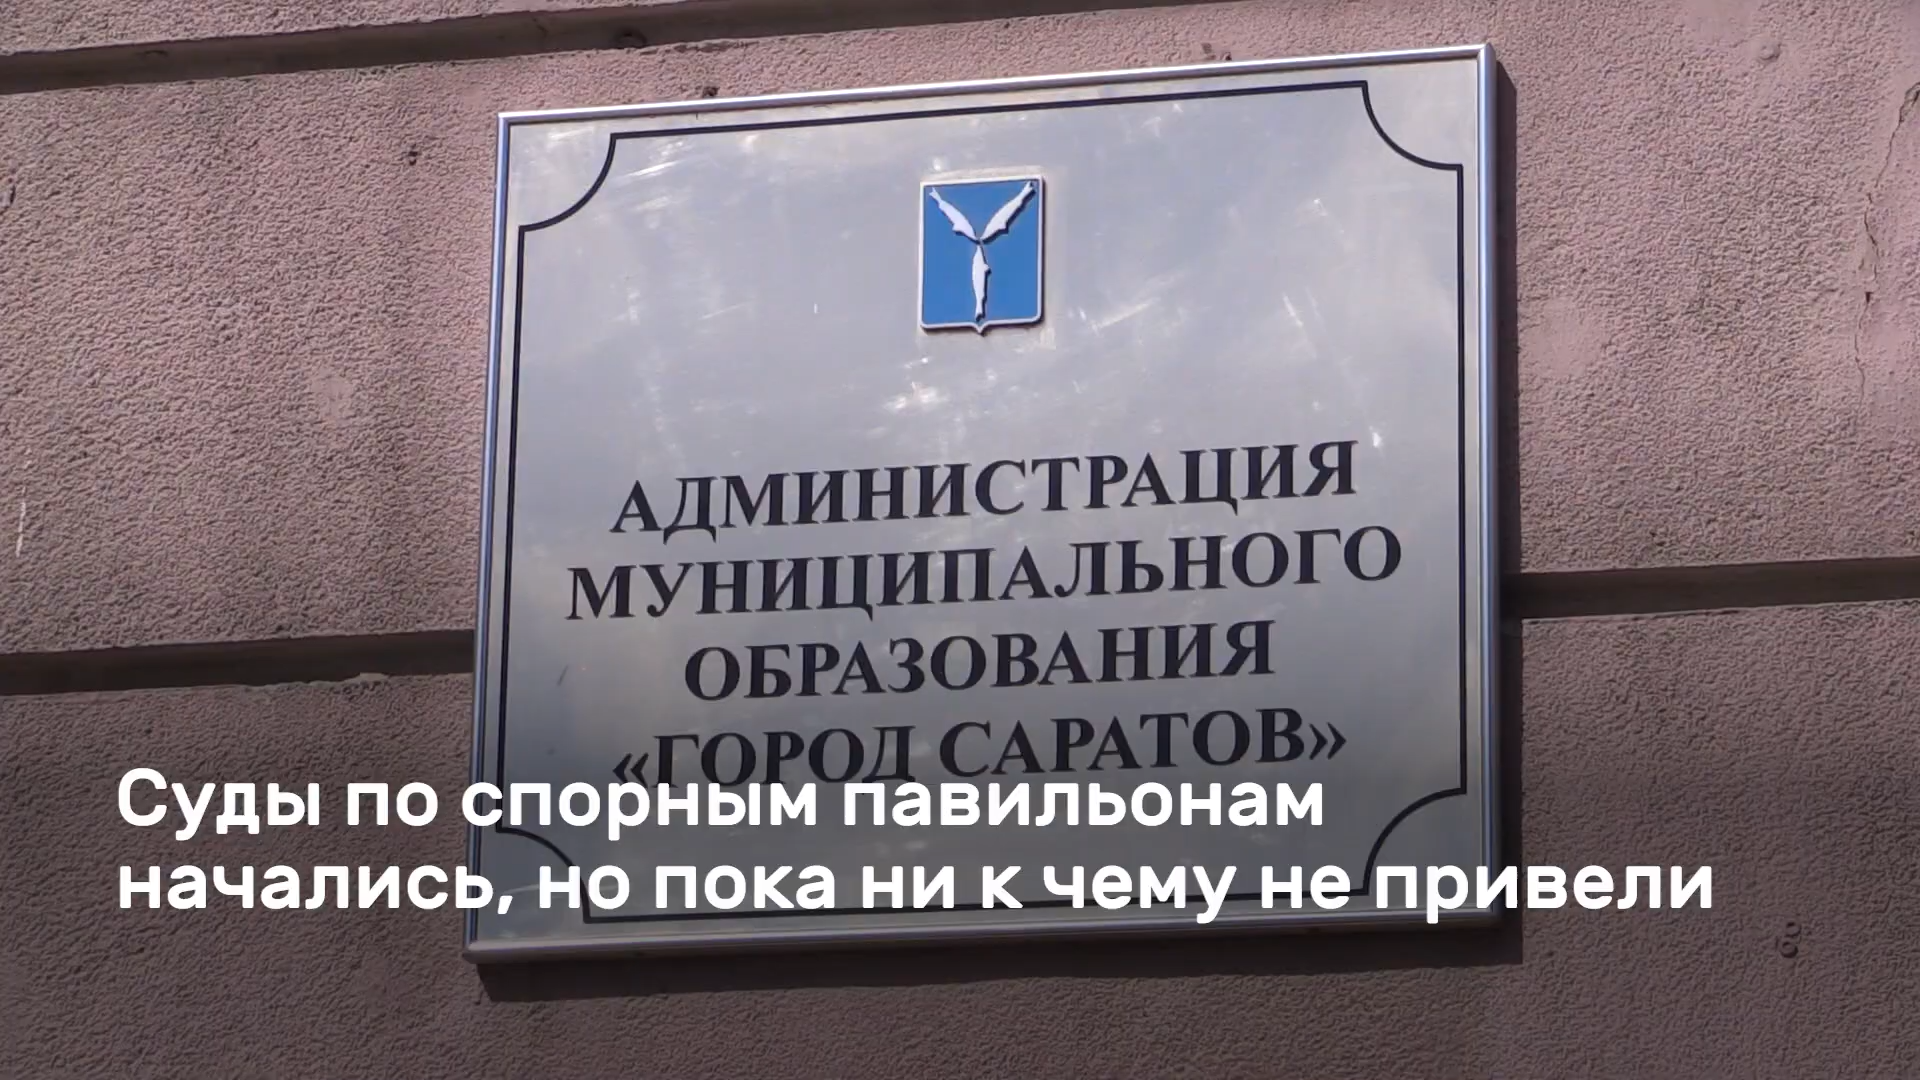 АДМИНИСТРАЦИЯ
МУНИЦИПАЛЬНОГО
ОБРАЗОВАНИЯ
«ГОРОД САРАТОВ»
Суды по спорным павильонам
начались, но пока ни к чему не привели